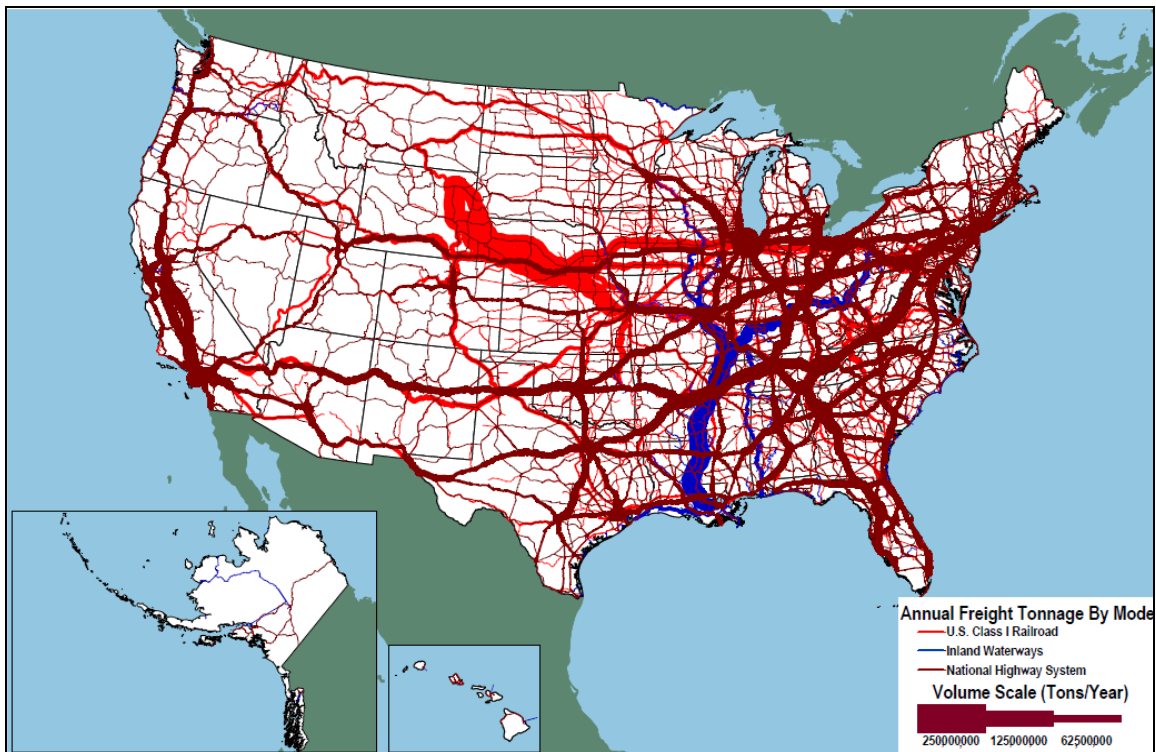 Annual Freight Tonnage By Mode
U.S. Class I Railroad
Inland Waterways
National Highway System
Volume Scale (Tons/Year)
250000000 125000000 62500000